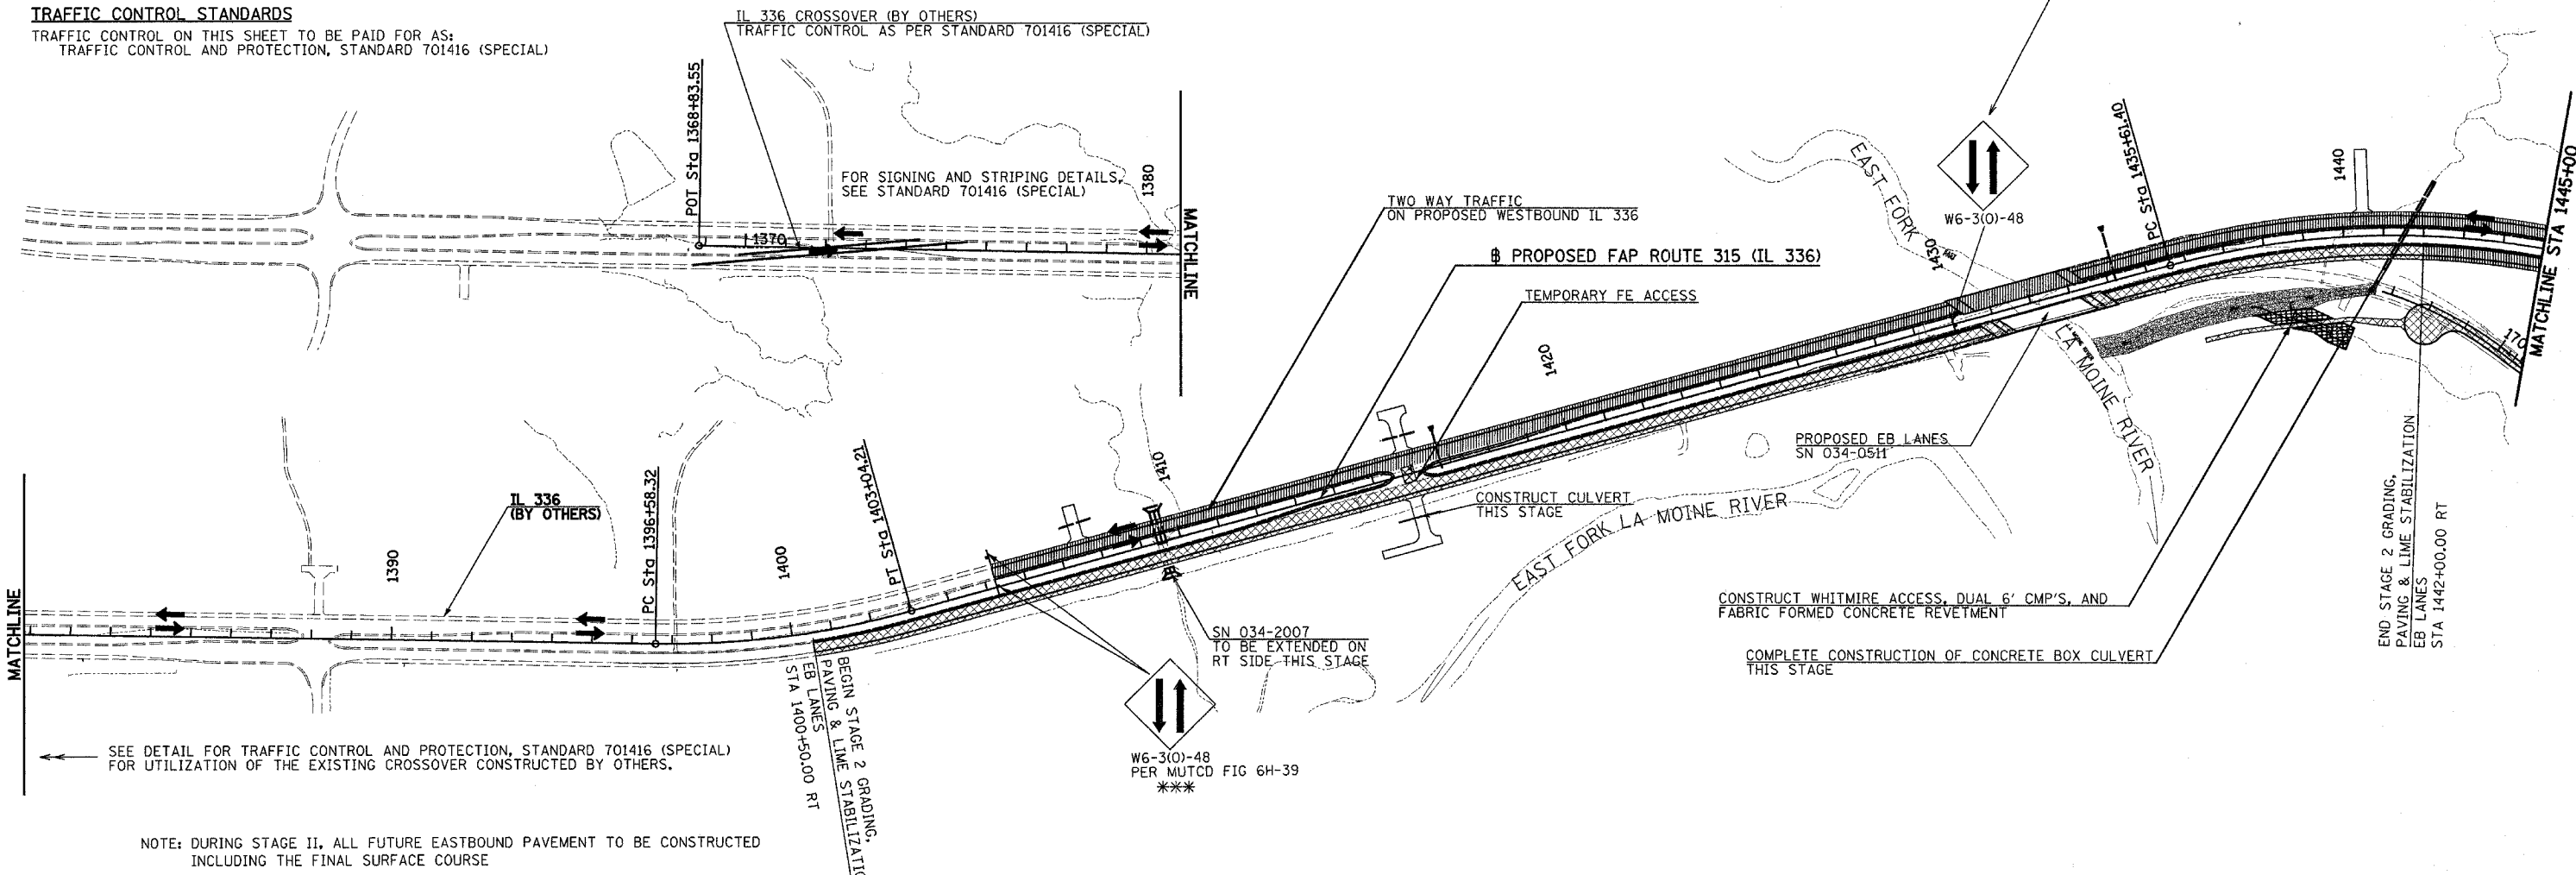 TRAFFIC CONTROL STANDARDS
TRAFFIC CONTROL ON THIS SHEET TO BE PAID FOR AS:
TRAFFIC CONTROL AND PROTECTION, STANDARD 701416 (SPECIAL)
IL 336 CROSSOVER (BY OTHERS)
TRAFFIC CONTROL AS PER STANDARD 701416 (SPECIAL)
POT Sta 1368+83.55
1370
FOR SIGNING AND STRIPING DETAILS,
SEE STANDARD 701416 (SPECIAL)
1380
MATCHLINE
TWO WAY TRAFFIC
ON PROPOSED WESTBOUND IL 336
PROPOSED FAP ROUTE 315 (IL 336)
TEMPORARY FE ACCESS
EAST FORK
W6-3(O)-48
1430
PC Sta 1435+61.40
1440
MATCHLINE STA 1445+00
170
LA MOINE RIVER
1420
PROPOSED EB LANES
SN 034-0511
CONSTRUCT CULVERT
THIS STAGE
EAST FORK LA MOINE RIVER
CONSTRUCT WHITMIRE ACCESS, DUAL 6' CMP'S, AND
FABRIC FORMED CONCRETE REVETMENT
COMPLETE CONSTRUCTION OF CONCRETE BOX CULVERT
THIS STAGE
END STAGE 2 GRADING,
PAVING & LIME STABILIZATION
EB LANES
STA 1442+00.00 RT
MATCHLINE
1390
IL 336
(BY OTHERS)
PC Sta 1396+58.32
1400
PT Sta 1403+04.21
1410
SN 034-2007
TO BE EXTENDED ON
RT SIDE THIS STAGE
BEGIN STAGE 2 GRADING,
PAVING & LIME STABILIZATIO
EB LANES
STA 1400+50.00 RT
W6-3(O)-48
PER MUTCD FIG 6H-39
***
SEE DETAIL FOR TRAFFIC CONTROL AND PROTECTION, STANDARD 701416 (SPECIAL)
FOR UTILIZATION OF THE EXISTING CROSSOVER CONSTRUCTED BY OTHERS.
NOTE: DURING STAGE II, ALL FUTURE EASTBOUND PAVEMENT TO BE CONSTRUCTED
INCLUDING THE FINAL SURFACE COURSE